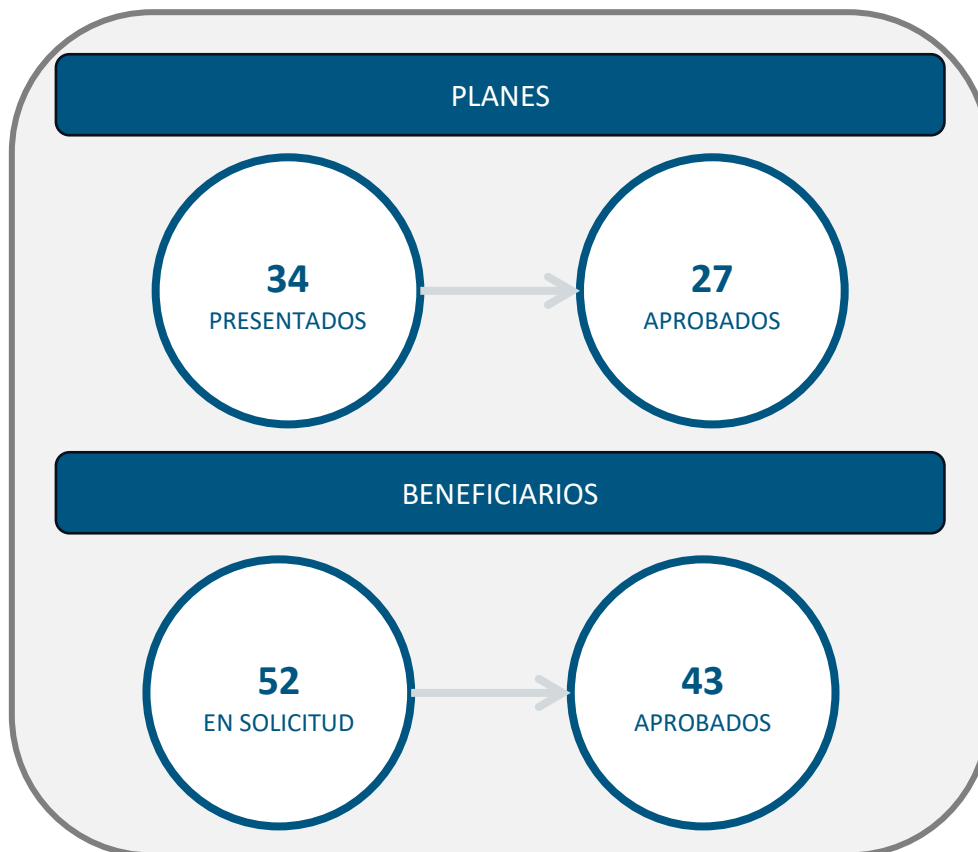 PLANES
34
PRESENTADOS
27
APROBADOS
BENEFICIARIOS
52
EN SOLICITUD
43
APROBADOS